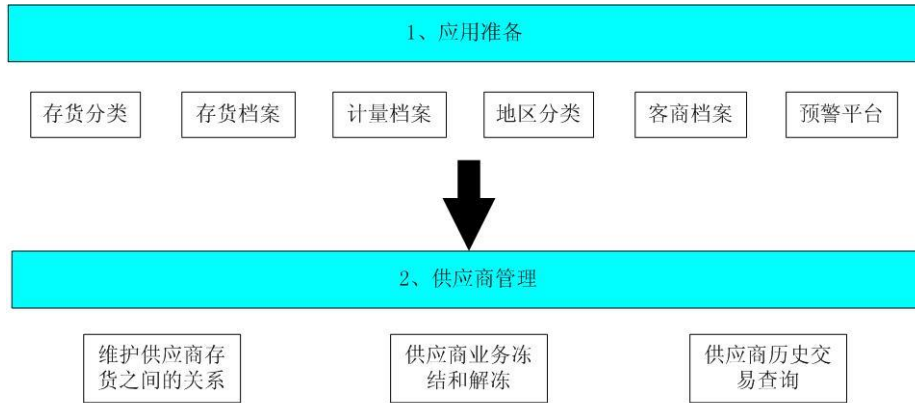 1、应用准备
存货分类
存货档案
计量档案
地区分类
客商档案
预警平台
2、供应商管理
维护供应商存
货之间的关系
供应商业务冻
结和解冻
供应商历史交
易查询